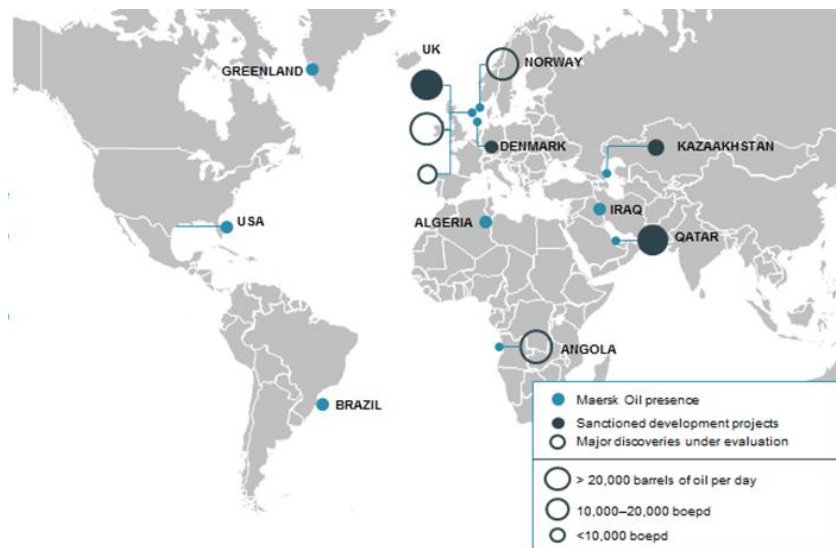 UK
NORWAY
GREENLAND
DENMARK
KAZAAKHSTAN
USA
ALGERIA
IRAQ
QATAR
ANGOLA
BRAZIL
Maersk Oil presence
Sanctioned development projects
Major discoveries under evaluation
> 20,000 barrels of oil per day
10,000–20,000 boepd
<10,000 boepd